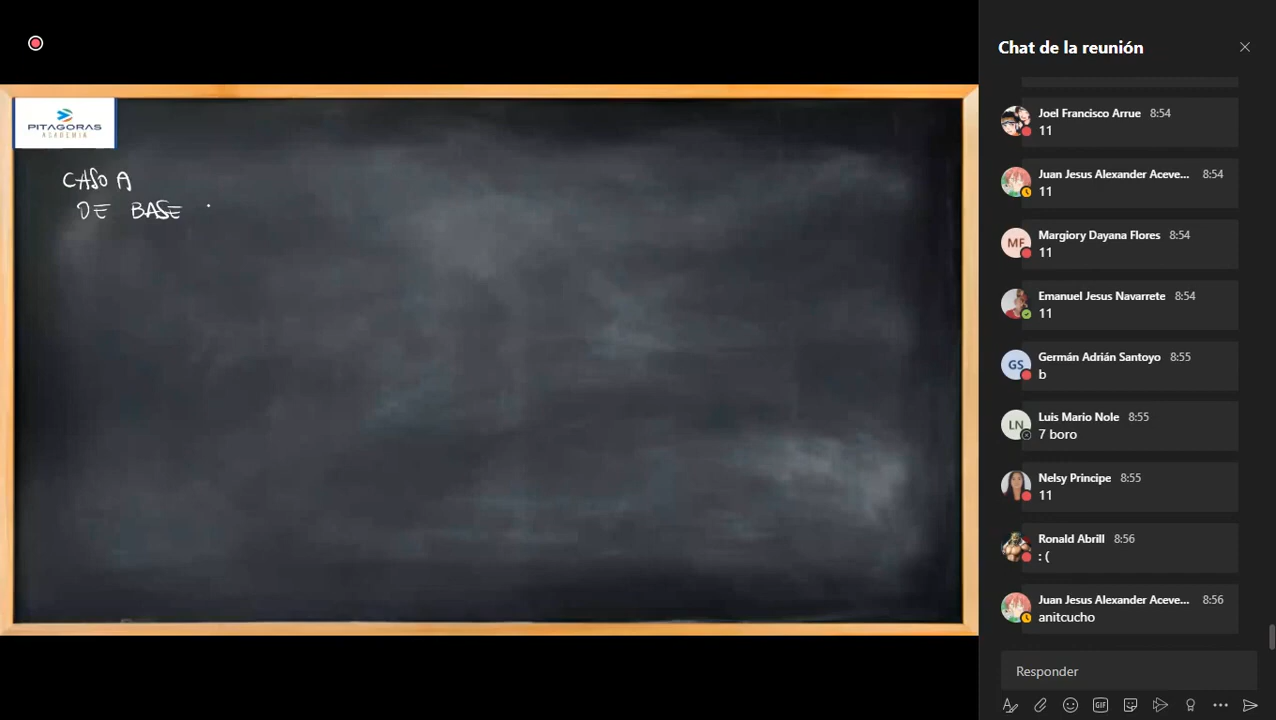 Chat de la reunión
PITAGORAS
ACADEMIA
CASO A
DE BASE
Joel Francisco Arrue 8:54
11
Juan Jesus Alexander Aceve... 8:54
11
MF
Margiory Dayana Flores 8:54
11
Emanuel Jesus Navarrete 8:54
11
GS
Germán Adrián Santoyo 8:55
b
LN
Luis Mario Nole 8:55
7 boro
Nelsy Principe 8:55
11
Ronald Abrill 8:56
: (
Juan Jesus Alexander Aceve... 8:56
anitcucho
Responder
GIF